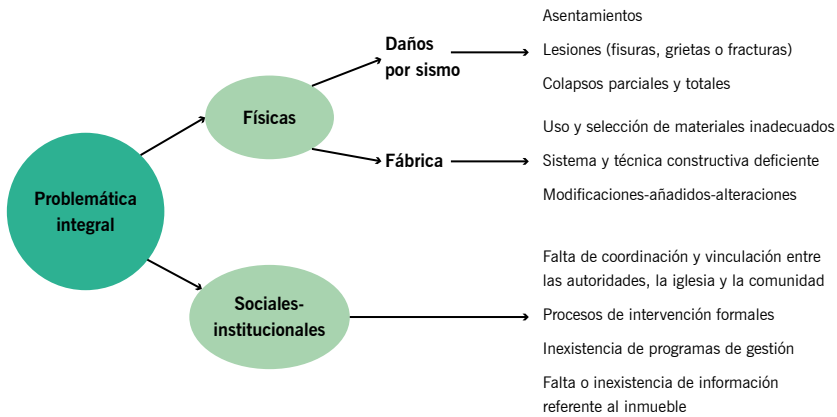 Problemática
integral
Físicas
Daños
por sismo
Asentamientos
Lesiones (fisuras, grietas o fracturas)
Colapsos parciales y totales
Fábrica
Uso y selección de materiales inadecuados
Sistema y técnica constructiva deficiente
Modificaciones-añadidos-alteraciones
Sociales-
institucionales
Falta de coordinación y vinculación entre
las autoridades, la iglesia y la comunidad
Procesos de intervención formales
Inexistencia de programas de gestión
Falta o inexistencia de información
referente al inmueble